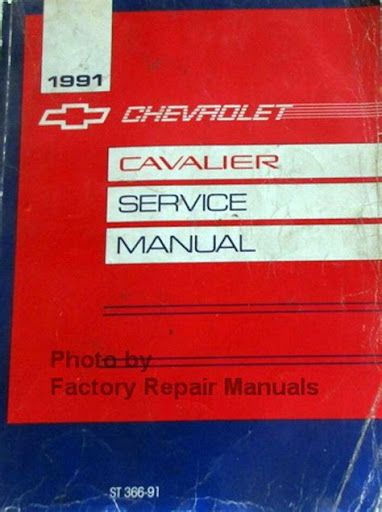 1991
CHEVROLET
CAVALIER
SERVICE
MANUAL
Photo by
Factory Repair Manuals
ST 366-91